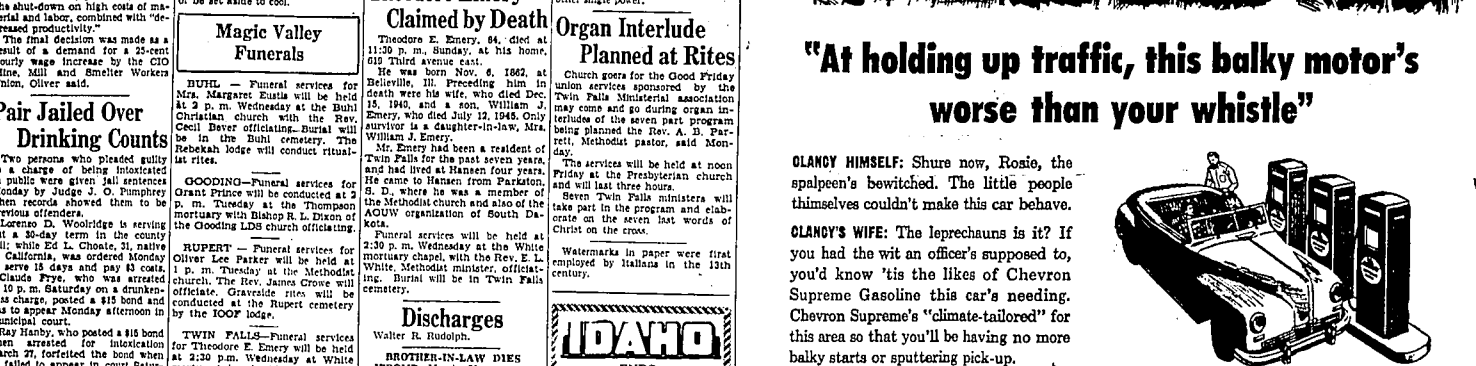 the shut-down on high costs of ma-
erial and labor, combined with "de-
reased productivity."
The final decision was made as a
esult of a demand for a 25-cent
ourly wage increase by the CIO
Mine, Mill and Smelter Workers
nion, Oliver said.
Pair Jailed Over
Drinking Counts
Two persons who pleaded guilty
a charge of being intoxicated
public were given jail sentences
onday by Judge J. O. Pumphrey
hen records showed them to be
revious offenders.
Lorenzo D. Woolridge is serving
a 30-day term in the county
while Ed L. Choate, 31, native
California, was ordered Monday
serve 15 days and pay $3 costs.
Claude Frye, who was arrested
10 p. m. Saturday on a drunken-
ss charge, posted a $15 bond and
s to appear Monday afternoon in
unicipal court.
Ray Hanby, who posted a $15 bond
en arrested for intoxication
arch 27, forfeited the bond when
failed to appear in court
be set aside to cool.
Magic Valley
Funerals
BUHL — Funeral services for
Mrs. Margaret Eustis will be held
at 2 p. m. Wednesday at the Buhl
Christian church with the Rev.
Cecil Bever officiating. Burial will
be in the Buhl cemetery. The
Rebekah lodge will conduct ritual-
ist rites.
GOODING—Funeral services for
Grant Prince will be conducted at 2
p. m. Tuesday at the Thompson
mortuary with Bishop R. L. Dixon of
the Gooding LDS church officiating.
RUPERT — Funeral services for
Oliver Lee Parker will be held at
1 p. m. Tuesday at the Methodist
church. The Rev. James Crowe will
officiate. Graveside rites will be
conducted at the Rupert cemetery
by the IOOF lodge.
TWIN FALLS—Funeral services
for Theodore E. Emery will be held
at 2:30 p.m. Wednesday at White
Claimed by Death
Theodore E. Emery, 84, died at
11:30 p. m., Sunday, at his home,
619 Third avenue east.
He was born Nov. 6, 1862, at
Belleville, Ill. Preceding him in
death were his wife, who died Dec.
15, 1940, and a son, William J.
Emery, who died July 12, 1945. Only
survivor is a daughter-in-law, Mrs.
William J. Emery.
Mr. Emery had been a resident of
Twin Falls for the past seven years,
and had lived at Hansen four years.
He came to Hansen from Parkston,
S. D., where he was a member of
the Methodist church and also of the
AOUW organization of South Da-
kota.
Funeral services will be held at
2:30 p. m. Wednesday at the White
mortuary chapel, with the Rev. E. L.
White, Methodist minister, officiat-
ing. Burial will be in Twin Falls
cemetery.
Discharges
Walter R. Rudolph.
BROTHER-IN-LAW DIES
Organ Interlude
Planned at Rites
Church goers for the Good Friday
union services sponsored by the
Twin Falls Ministerial association
may come and go during organ in-
terludes of the seven part program
being planned the Rev. A. B. Par-
rett, Methodist pastor, said Mon-
day.
The services will be held at noon
Friday at the Presbyterian church
and will last three hours.
Seven Twin Falls ministers will
take part in the program and elab-
orate on the seven last words of
Christ on the cross.
Watermarks in paper were first
employed by Italians in the 13th
century.
IDAHO
"At holding up traffic, this balky motor's
worse than your whistle"
CLANCY HIMSELF: Shure now, Rosie, the
spalpeen's bewitched. The little people
thimselves couldn't make this car behave.
CLANCY'S WIFE: The leprechauns is it? If
you had the wit an officer's supposed to,
you'd know 'tis the likes of Chevron
Supreme Gasoline this car's needing.
Chevron Supreme's "climate-tailored" for
this area so that you'll be having no more
balky starts or sputtering pick-up.